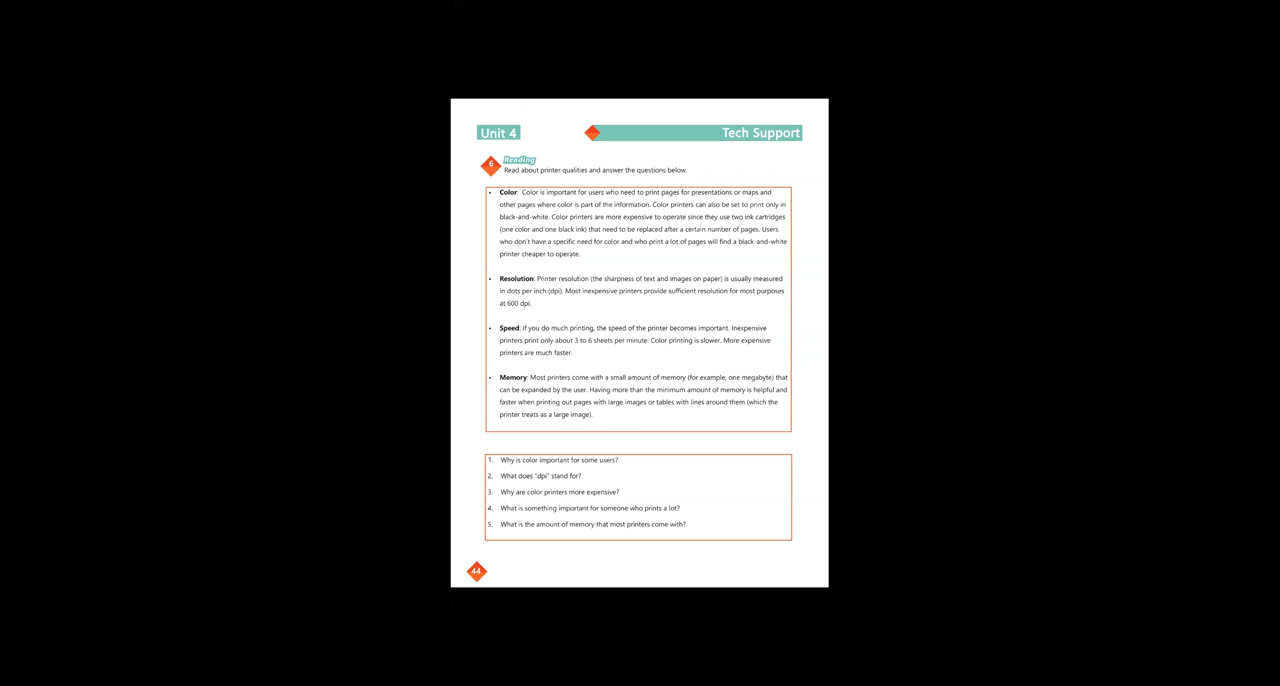 Unit 4
Tech Support
6
Reading
Read about printer qualities and answer the questions below.
• Color: Color is important for users who need to print pages for presentations or maps and
other pages where color is part of the information. Color printers can also be set to print only in
black-and-white. Color printers are more expensive to operate since they use two ink cartridges
(one color and one black ink) that need to be replaced after a certain number of pages. Users
who don't have a specific need for color and who print a lot of pages will find a black-and-white
printer cheaper to operate.
• Resolution: Printer resolution (the sharpness of text and images on paper) is usually measured
in dots per inch (dpi). Most inexpensive printers provide sufficient resolution for most purposes
at 600 dpi.
• Speed: If you do much printing, the speed of the printer becomes important. Inexpensive
printers print only about 3 to 6 sheets per minute. Color printing is slower. More expensive
printers are much faster.
• Memory: Most printers come with a small amount of memory (for example, one megabyte) that
can be expanded by the user. Having more than the minimum amount of memory is helpful and
faster when printing out pages with large images or tables with lines around them (which the
printer treats as a large image).
1. Why is color important for some users?
2. What does "dpi" stand for?
3. Why are color printers more expensive?
4. What is something important for someone who prints a lot?
5. What is the amount of memory that most printers come with?
44